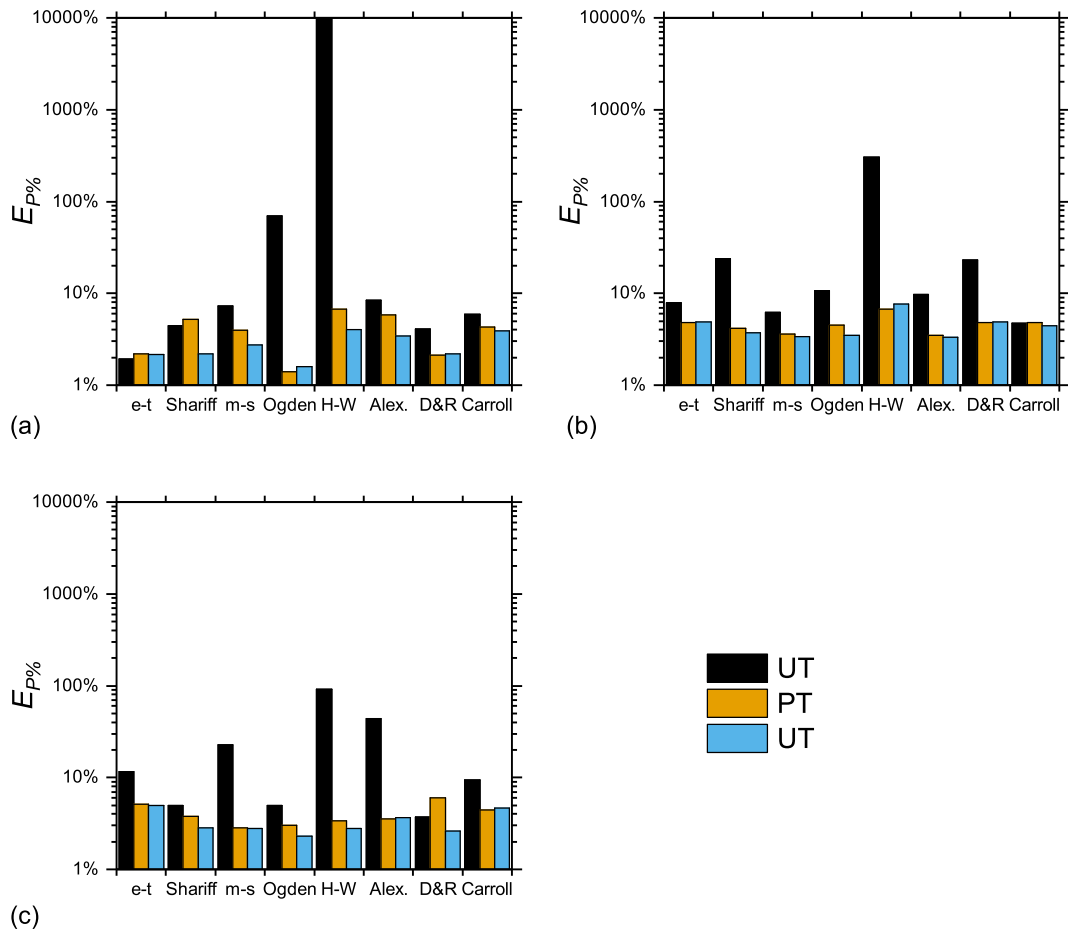 10000%
1000%
100%
10%
1%
E_P%
e-t Shariff m-s Ogden H-W Alex. D&R Carroll
(a)
10000%
1000%
100%
10%
1%
E_P%
e-t Shariff m-s Ogden H-W Alex. D&R Carroll
(b)
10000%
1000%
100%
10%
1%
E_P%
e-t Shariff m-s Ogden H-W Alex. D&R Carroll
(c)
UT
PT
UT